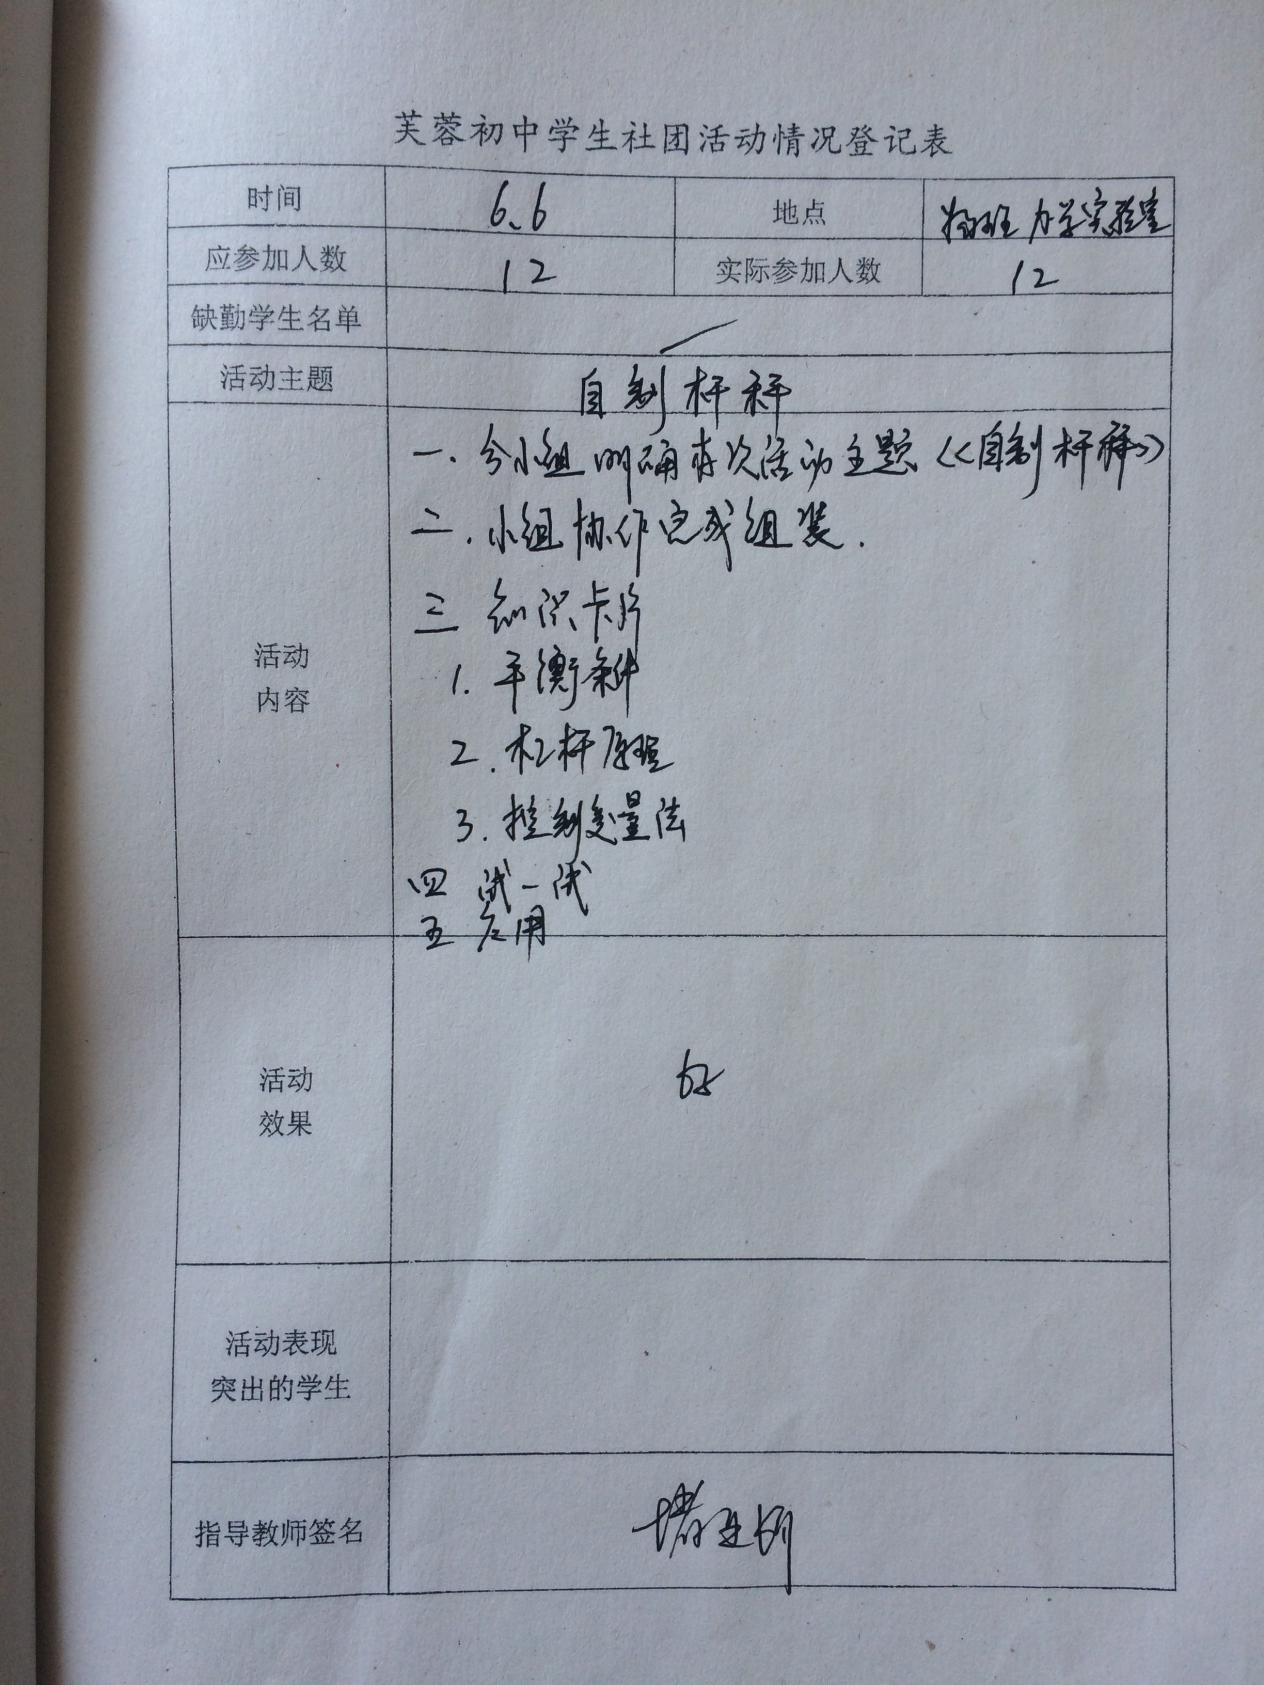 芙蓉初中学生社团活动情况登记表
时间 6.6 地点 物理力学实验室
应参加人数 12 实际参加人数 12
缺勤学生名单
活动主题 自制杆秤
活动
内容
一.分小组明确本次活动主题《自制杆秤》
二.小组协作完成组装.
三 知识卡片
1.平衡条件
2.杠杆原理
3.控制变量法
四 试一试
五 应用
活动
效果
好
活动表现
突出的学生
指导教师签名